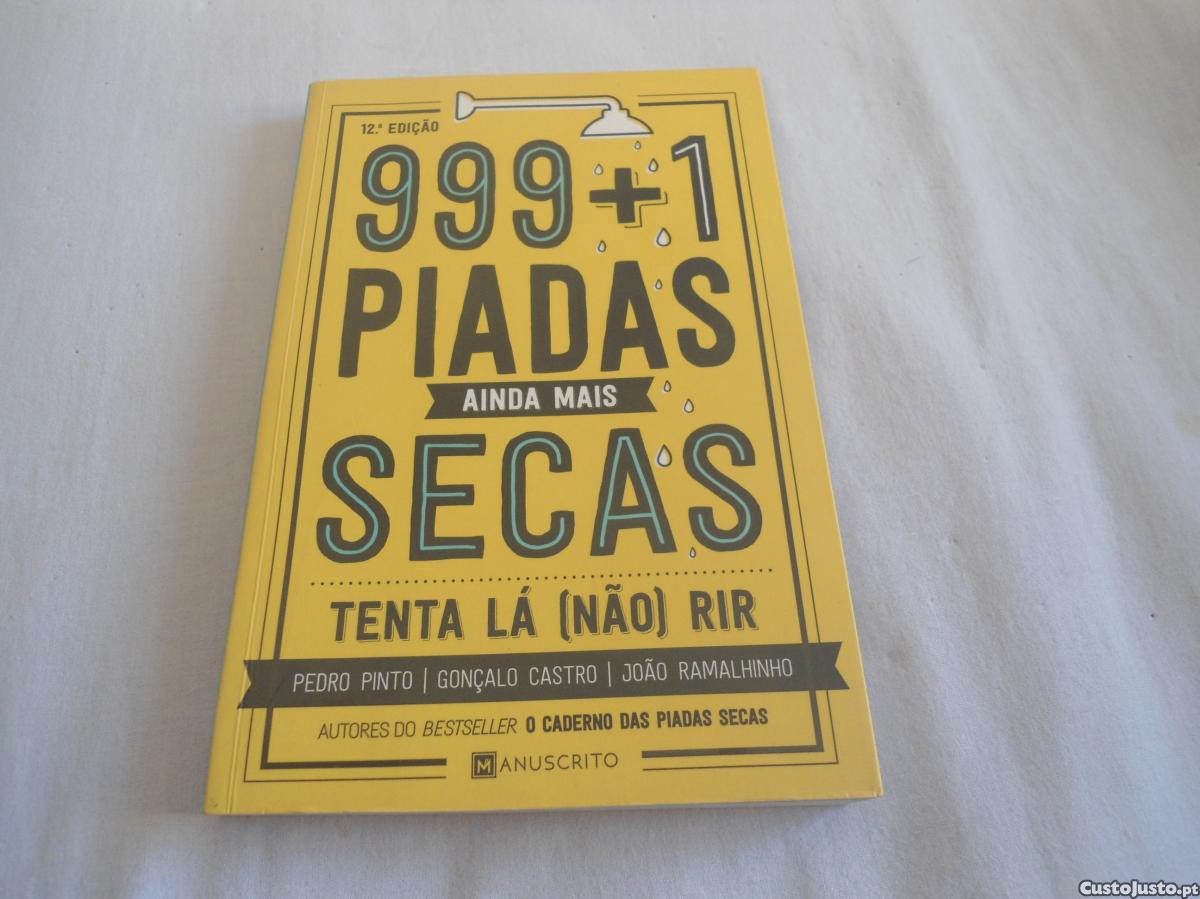 12.ª EDIÇÃO
999+1
PIADAS
AINDA MAIS
SECAS
TENTA LÁ (NÃO) RIR
PEDRO PINTO | GONÇALO CASTRO | JOÃO RAMALHINHO
AUTORES DO BESTSELLER O CADERNO DAS PIADAS SECAS
MANUSCRITO
CustoJusto.pt